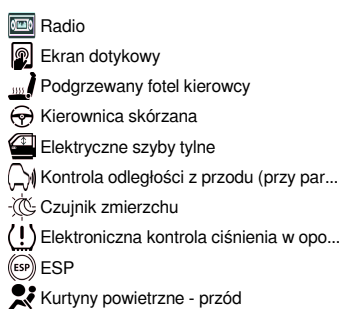 Radio
Ekran dotykowy
Podgrzewany fotel kierowcy
Kierownica skórzana
Elektryczne szyby tylne
Kontrola odległości z przodu (przy par...
Czujnik zmierzchu
Elektroniczna kontrola ciśnienia w opo...
ESP ESP
Kurtyny powietrzne - przód